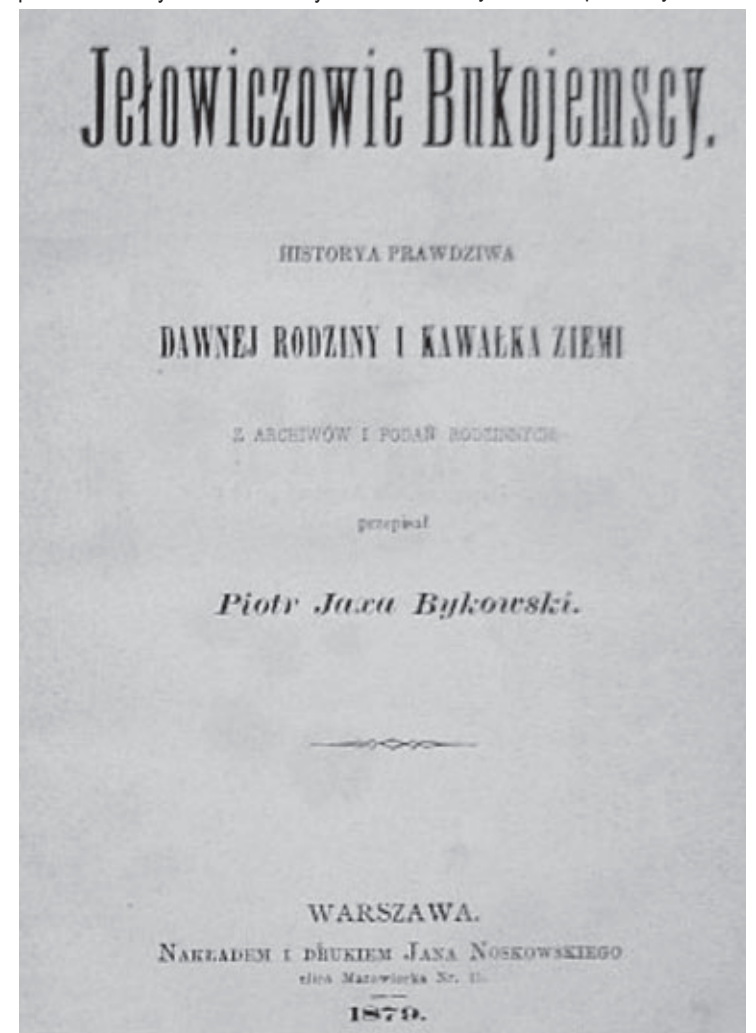 Jełowiczowie Bukojemscy.
HISTORYA PRAWDZIWA
DAWNEJ RODZINY I KAWAŁKA ZIEMI
Z ARCHIWÓW I PODAŃ RODZINNYCH
przepisał
Piotr Jaxa Bykowski.
WARSZAWA.
NAKŁADEM I DRUKIEM JANA NOSKOWSKIEGO
ulica Mazowiecka Nr.
1879.